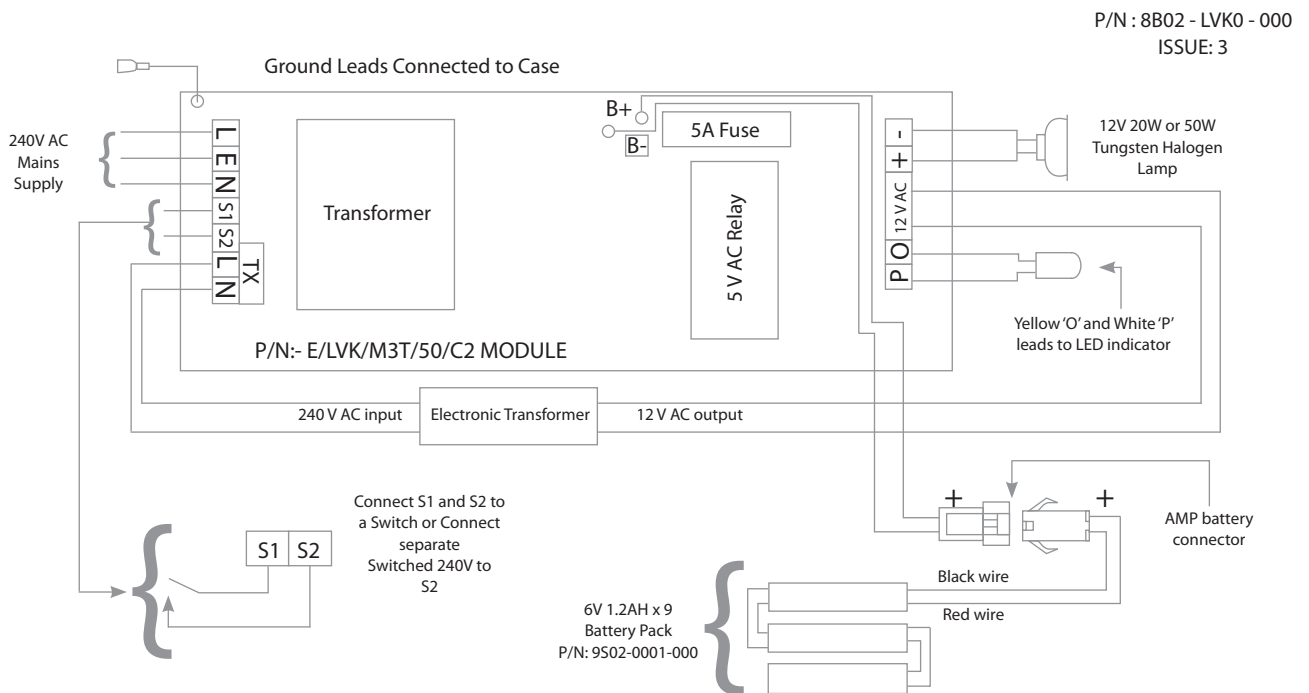 P/N : 8B02 - LVK0 - 000
ISSUE: 3
Ground Leads Connected to Case
240V AC
Mains
Supply
L
E
N
S1
S2
L
N
TX
Transformer
B+
B-
5A Fuse
5 V AC Relay
-
+
12 V AC
O
P
12V 20W or 50W
Tungsten Halogen
Lamp
Yellow ‘O’ and White ‘P’
leads to LED indicator
P/N:- E/LVK/M3T/50/C2 MODULE
240 V AC input
Electronic Transformer
12 V AC output
Connect S1 and S2 to
a Switch or Connect
separate
Switched 240V to
S2
S1
S2
+
+
AMP battery
connector
Black wire
Red wire
6V 1.2AH x 9
Battery Pack
P/N: 9S02-0001-000